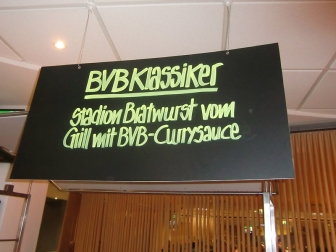 BVB Klassiker
Stadion Bratwurst vom
Grill mit BVB-Currysauce